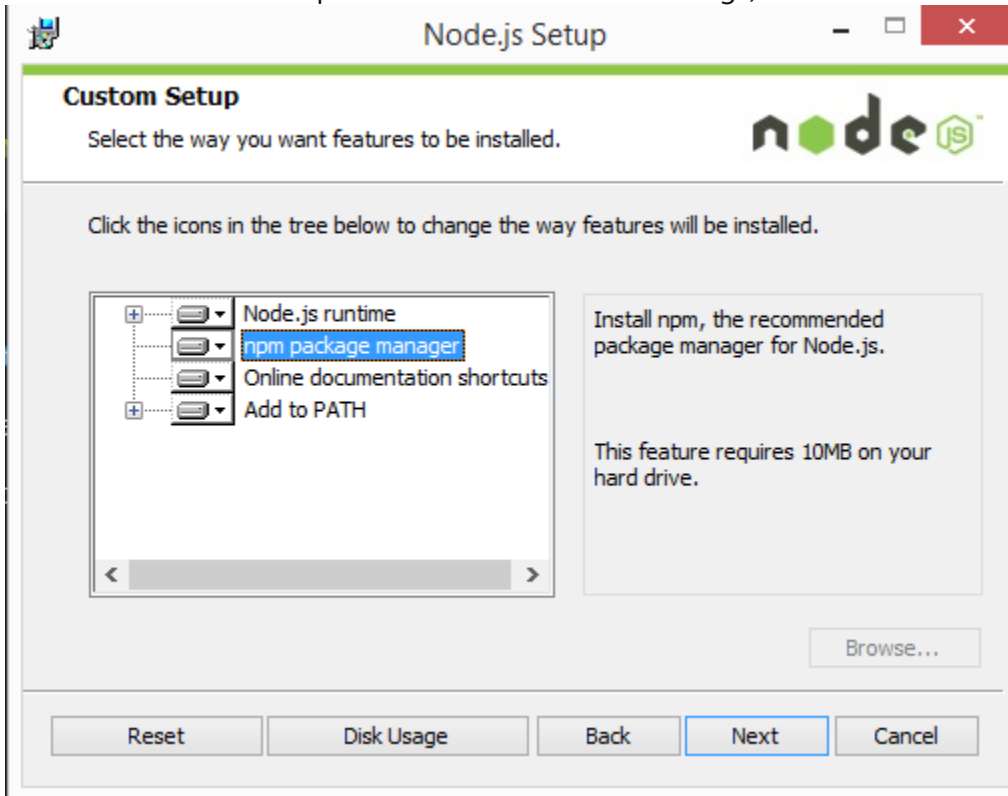 Node.js Setup
Custom Setup
Select the way you want features to be installed.
node JS
Click the icons in the tree below to change the way features will be installed.
Node.js runtime
npm package manager
Online documentation shortcuts
Add to PATH
Install npm, the recommended
package manager for Node.js.
This feature requires 10MB on your
hard drive.
Browse...
Reset
Disk Usage
Back
Next
Cancel